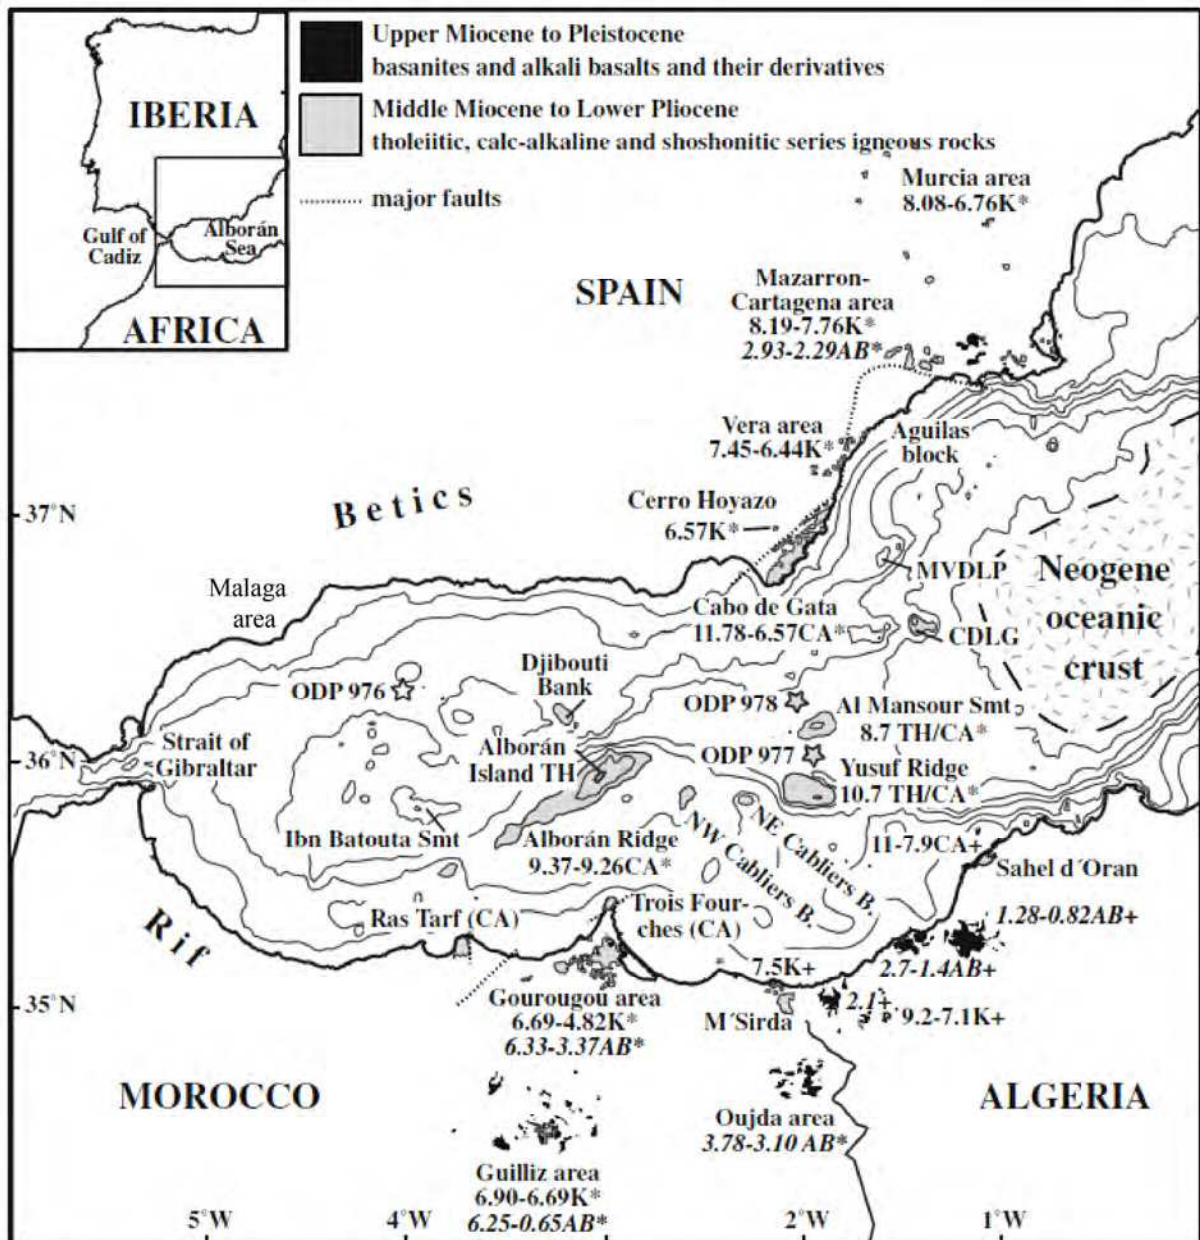 Upper Miocene to Pleistocene
basanites and alkali basalts and their derivatives
Middle Miocene to Lower Pliocene
tholeiitic, calc-alkaline and shoshonitic series igneous rocks
major faults
IBERIA
Gulf of
Cadiz
Alborán
Sea
AFRICA
Murcia area
8.08-6.76K*
SPAIN
Mazarron-
Cartagena area
8.19-7.76K*
2.93-2.29AB*
Vera area
7.45-6.44K*
Aguilas
block
Betics
Cerro Hoyazo
6.57K*
37°N
MVDLP
Neogene
oceanic
crust
Malaga
area
Cabo de Gata
11.78-6.57CA*
CDLG
Djibouti
Bank
ODP 976
ODP 978
Al Mansour Smt
8.7 TH/CA*
Strait of
Gibraltar
36°N
Alborán
Island TH
ODP 977
Yusuf Ridge
10.7 TH/CA*
Ibn Batouta Smt
Alborán Ridge
9.37-9.26CA*
NW Cabliers B.
NE Cabliers B.
11-7.9CA+
Sahel d´Oran
Rif
Ras Tarf (CA)
Trois Four-
ches (CA)
1.28-0.82AB+
7.5K+
2.7-1.4AB+
35°N
Gourougou area
6.69-4.82K*
6.33-3.37AB*
M´Sirda
2.1+
9.2-7.1K+
MOROCCO
ALGERIA
Oujda area
3.78-3.10 AB*
Guilliz area
6.90-6.69K*
6.25-0.65AB*
5°W
4°W
2°W
1°W